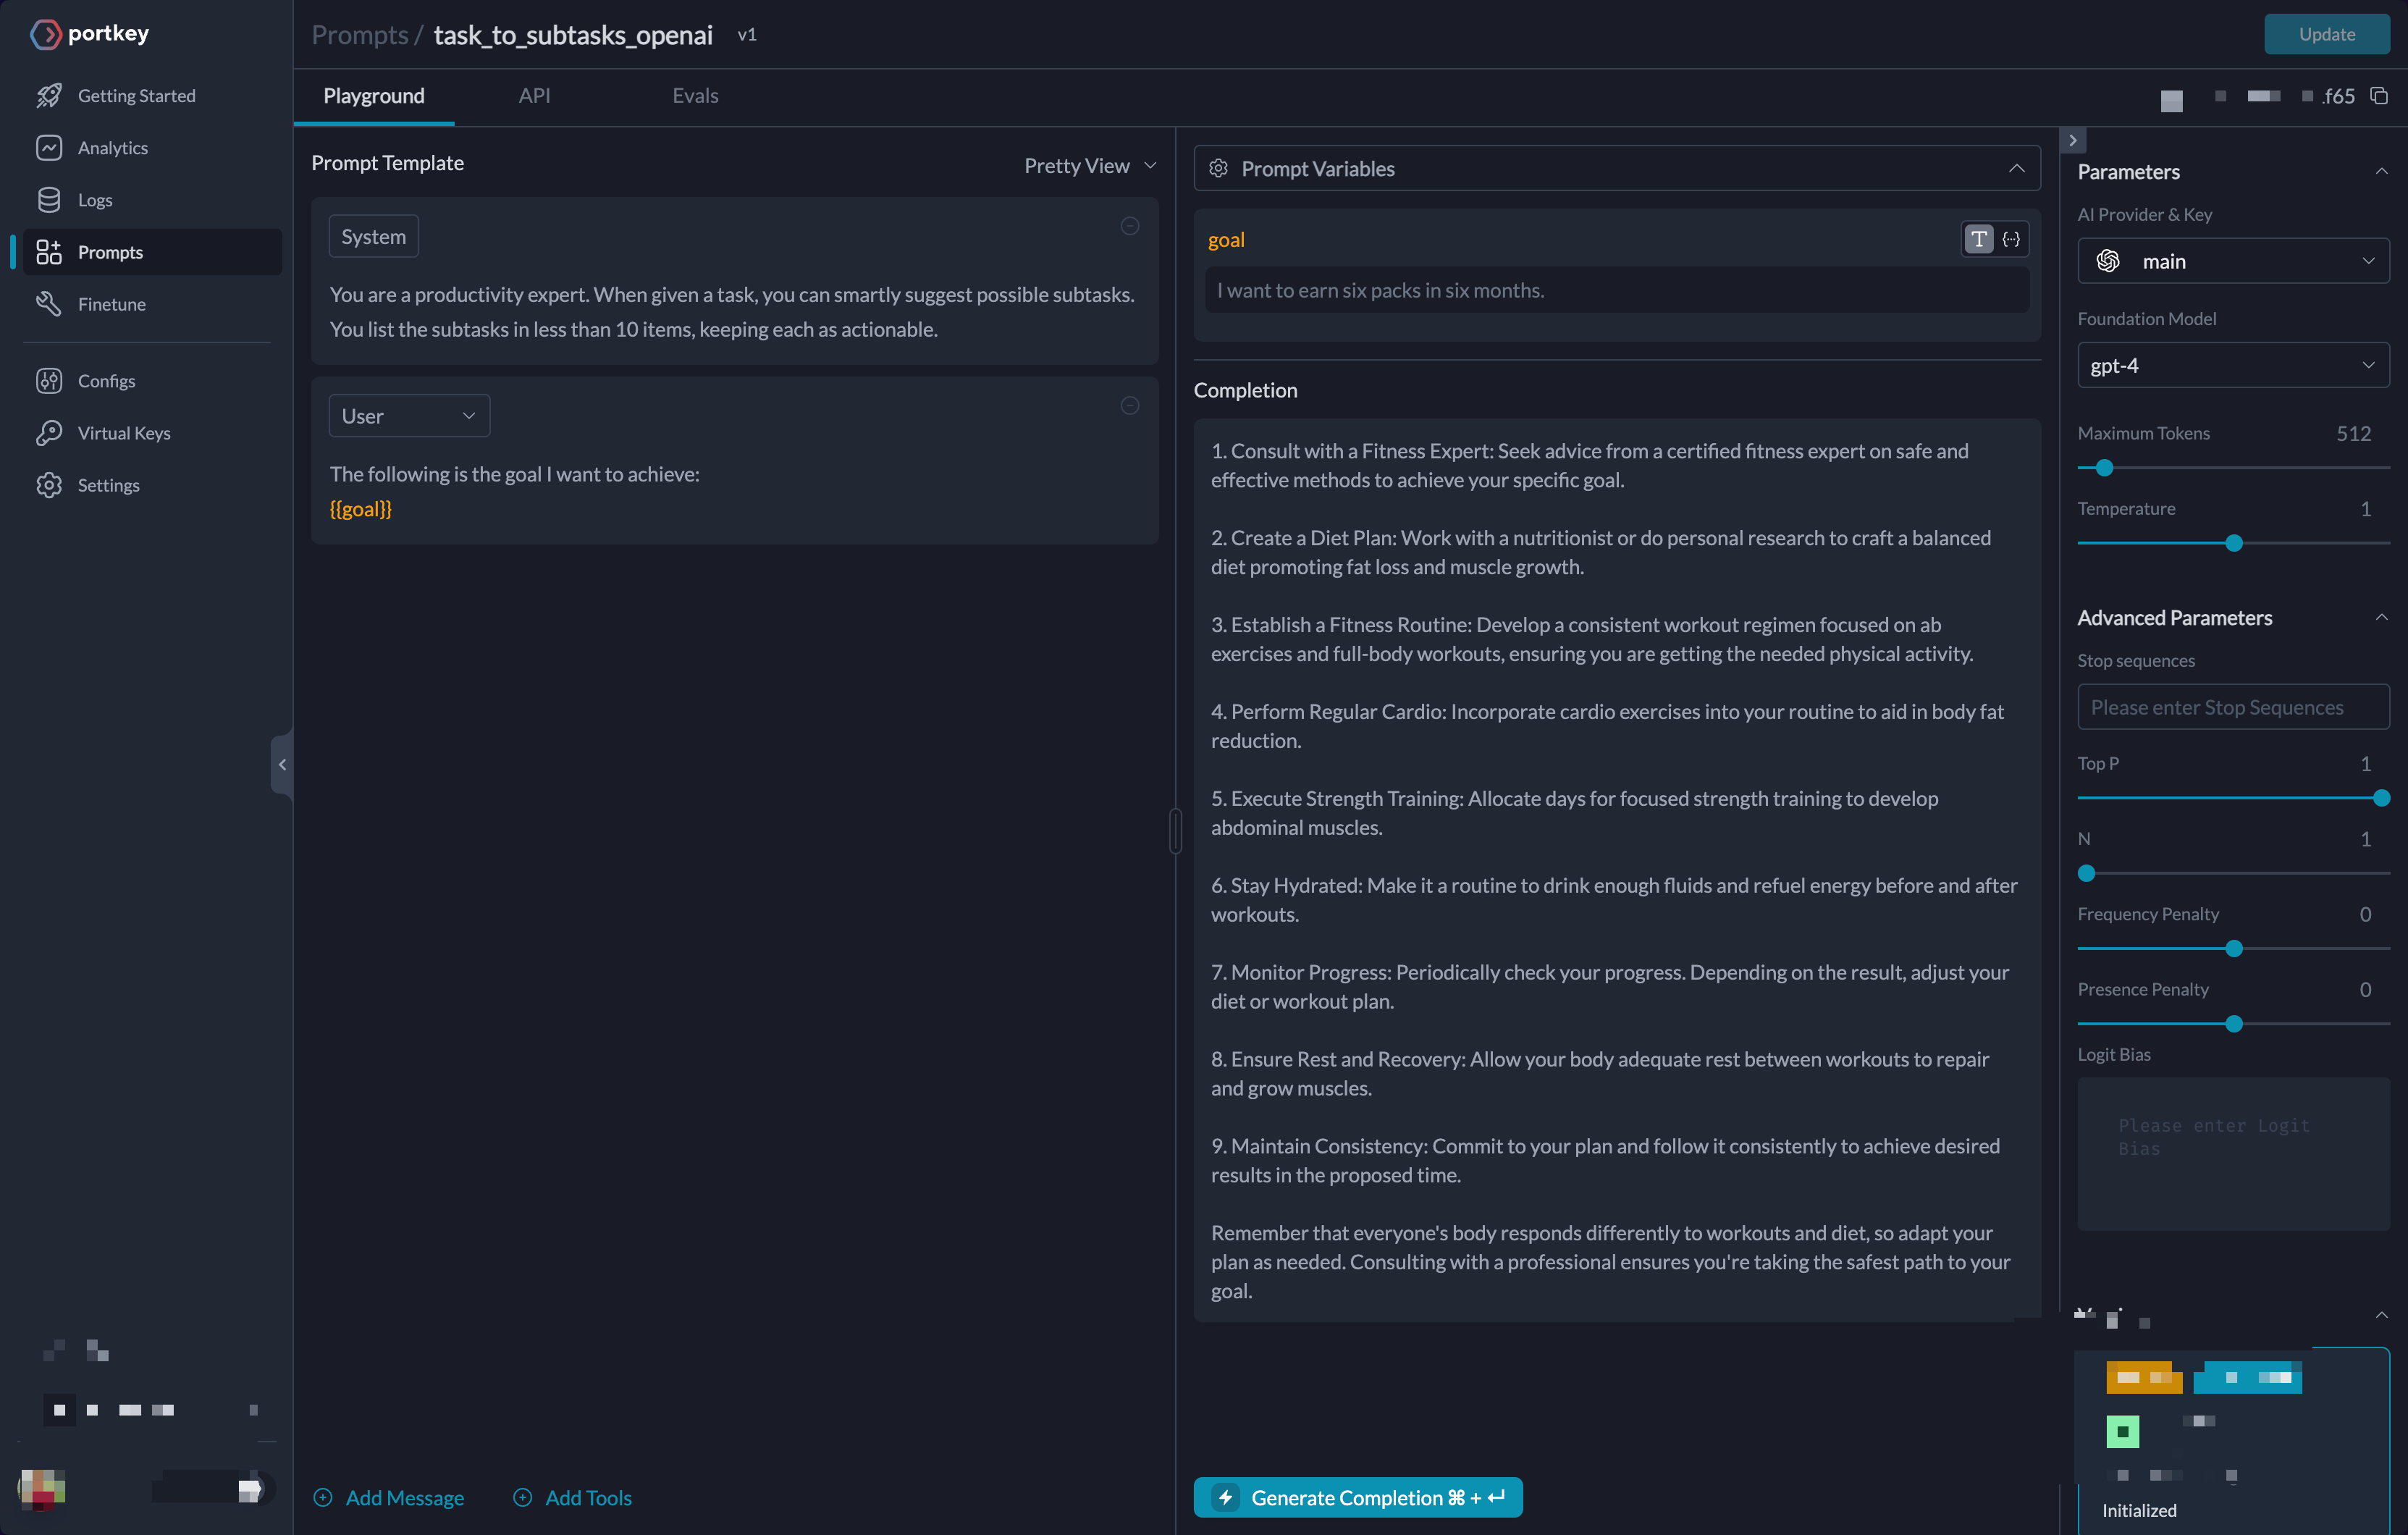 portkey
Getting Started
Analytics
Logs
Prompts
Finetune
Configs
Virtual Keys
Settings
Prompts / task_to_subtasks_openai v1
Update
Playground
API
Evals
.f65
Prompt Template
Pretty View
System
You are a productivity expert. When given a task, you can smartly suggest possible subtasks.
You list the subtasks in less than 10 items, keeping each as actionable.
User
The following is the goal I want to achieve:
{{goal}}
Add Message
Add Tools
Prompt Variables
goal
T {··}
I want to earn six packs in six months.
Completion
1. Consult with a Fitness Expert: Seek advice from a certified fitness expert on safe and
effective methods to achieve your specific goal.
2. Create a Diet Plan: Work with a nutritionist or do personal research to craft a balanced
diet promoting fat loss and muscle growth.
3. Establish a Fitness Routine: Develop a consistent workout regimen focused on ab
exercises and full-body workouts, ensuring you are getting the needed physical activity.
4. Perform Regular Cardio: Incorporate cardio exercises into your routine to aid in body fat
reduction.
5. Execute Strength Training: Allocate days for focused strength training to develop
abdominal muscles.
6. Stay Hydrated: Make it a routine to drink enough fluids and refuel energy before and after
workouts.
7. Monitor Progress: Periodically check your progress. Depending on the result, adjust your
diet or workout plan.
8. Ensure Rest and Recovery: Allow your body adequate rest between workouts to repair
and grow muscles.
9. Maintain Consistency: Commit to your plan and follow it consistently to achieve desired
results in the proposed time.
Remember that everyone's body responds differently to workouts and diet, so adapt your
plan as needed. Consulting with a professional ensures you're taking the safest path to your
goal.
Generate Completion ⌘ + ↵
Parameters
AI Provider & Key
main
Foundation Model
gpt-4
Maximum Tokens 512
Temperature 1
Advanced Parameters
Stop sequences
Please enter Stop Sequences
Top P 1
N 1
Frequency Penalty 0
Presence Penalty 0
Logit Bias
Please enter Logit
Bias
Initialized